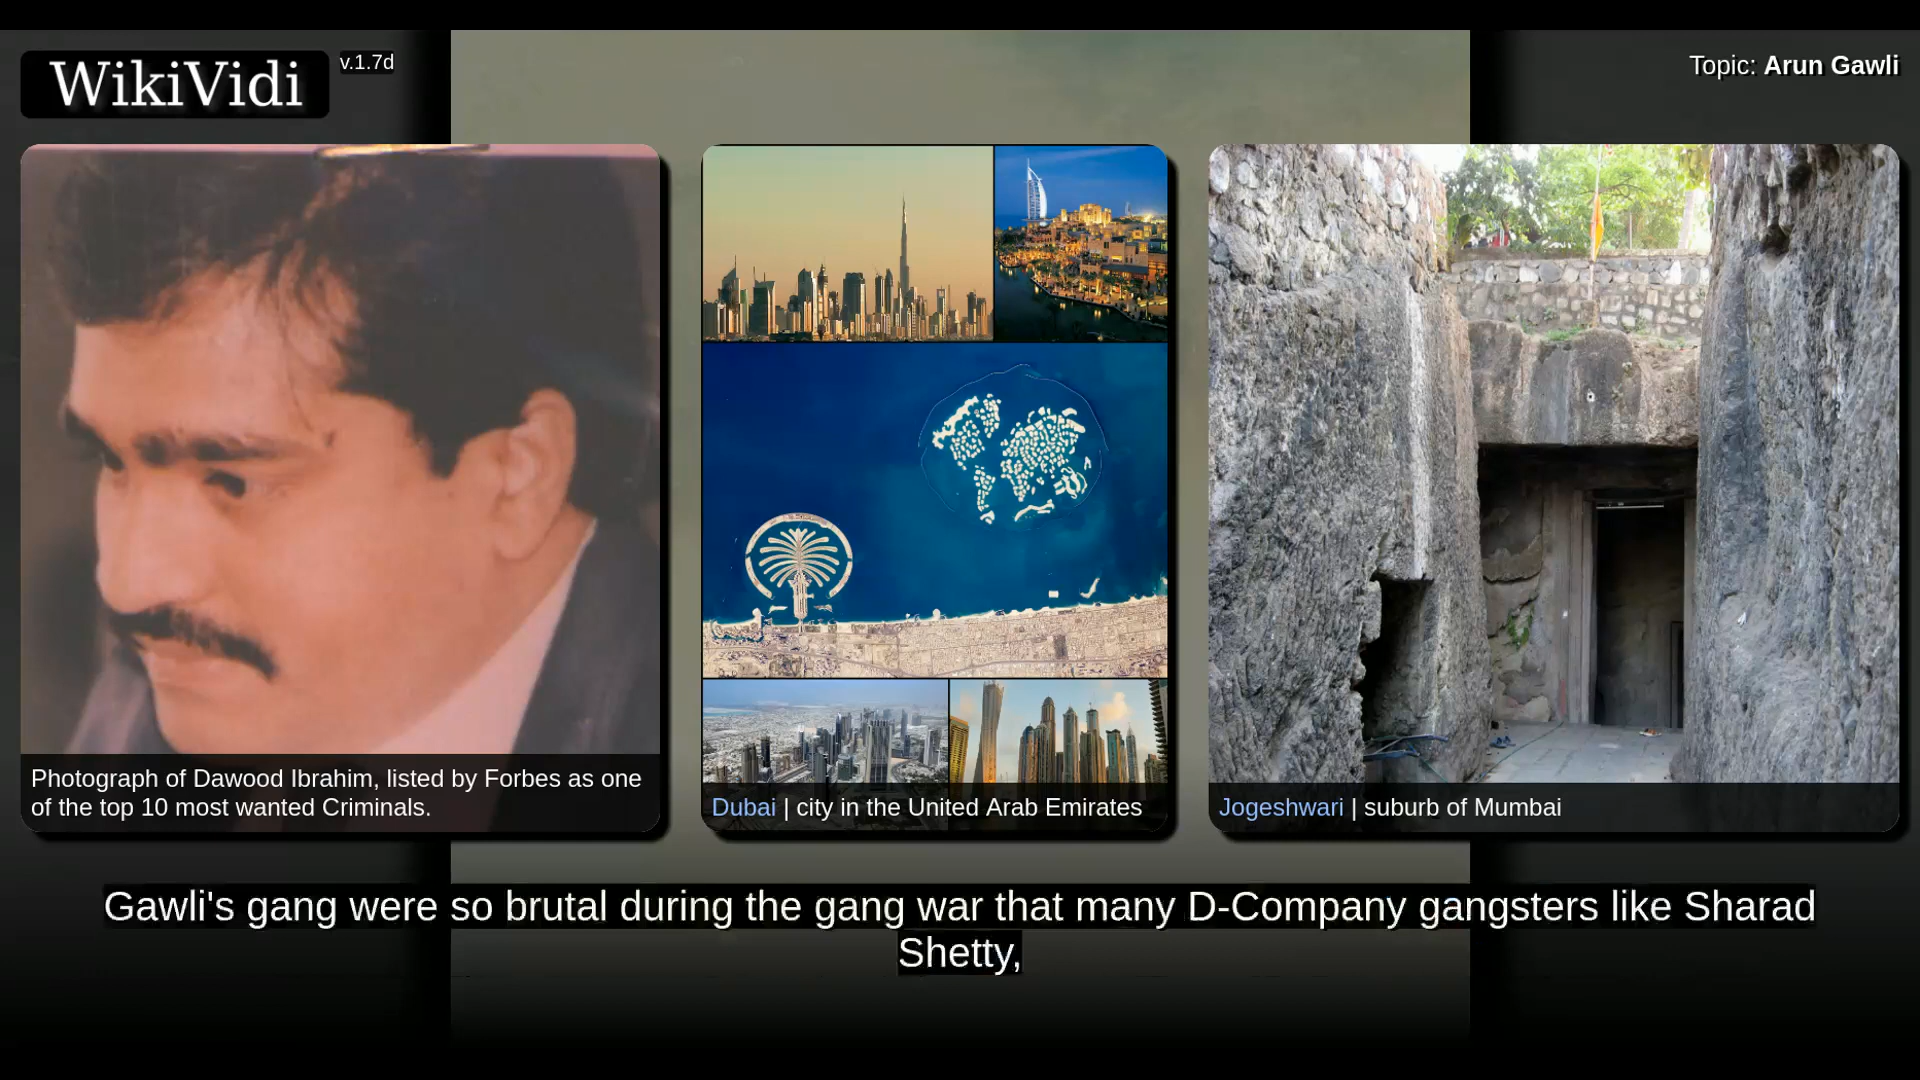 WikiVidi
v.1.7d
Topic: Arun Gawli
Photograph of Dawood Ibrahim, listed by Forbes as one
of the top 10 most wanted Criminals.
Dubai | city in the United Arab Emirates
Jogeshwari | suburb of Mumbai
Gawli's gang were so brutal during the gang war that many D-Company gangsters like Sharad
Shetty,